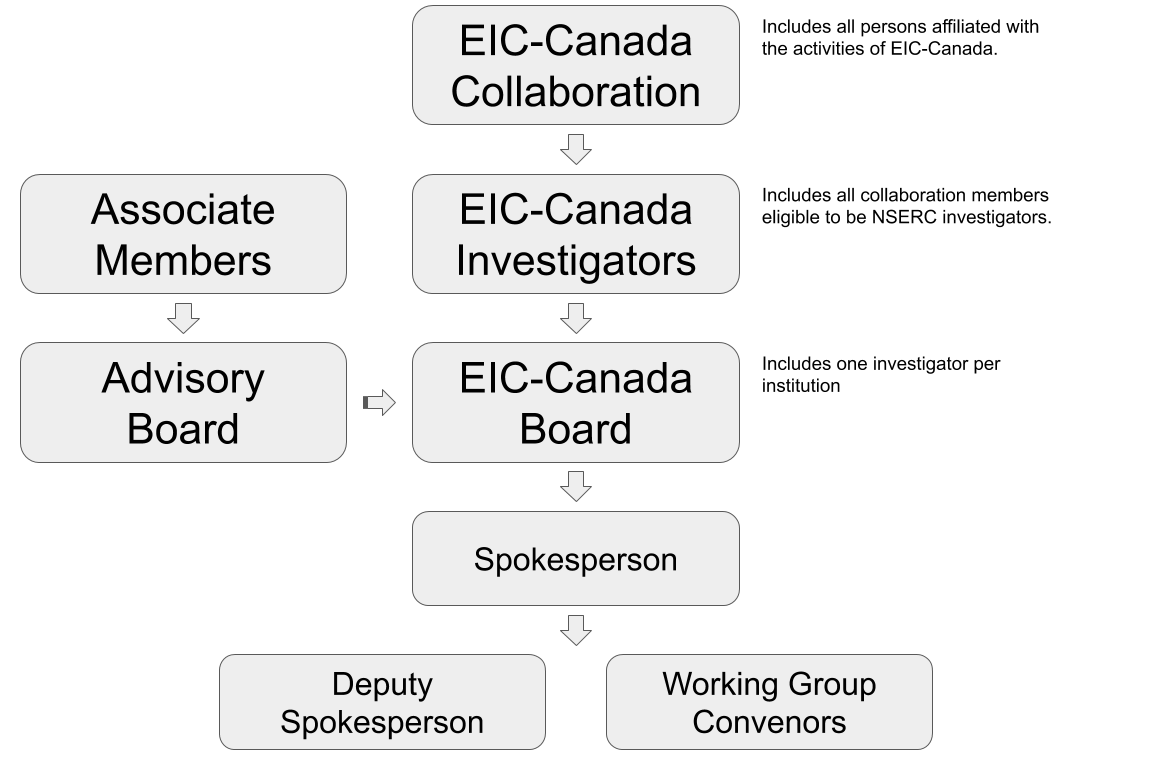 EIC-Canada
Collaboration
Includes all persons affiliated with
the activities of EIC-Canada.
Associate
Members
EIC-Canada
Investigators
Includes all collaboration members
eligible to be NSERC investigators.
Advisory
Board
EIC-Canada
Board
Includes one investigator per
institution
Spokesperson
Deputy
Spokesperson
Working Group
Convenors